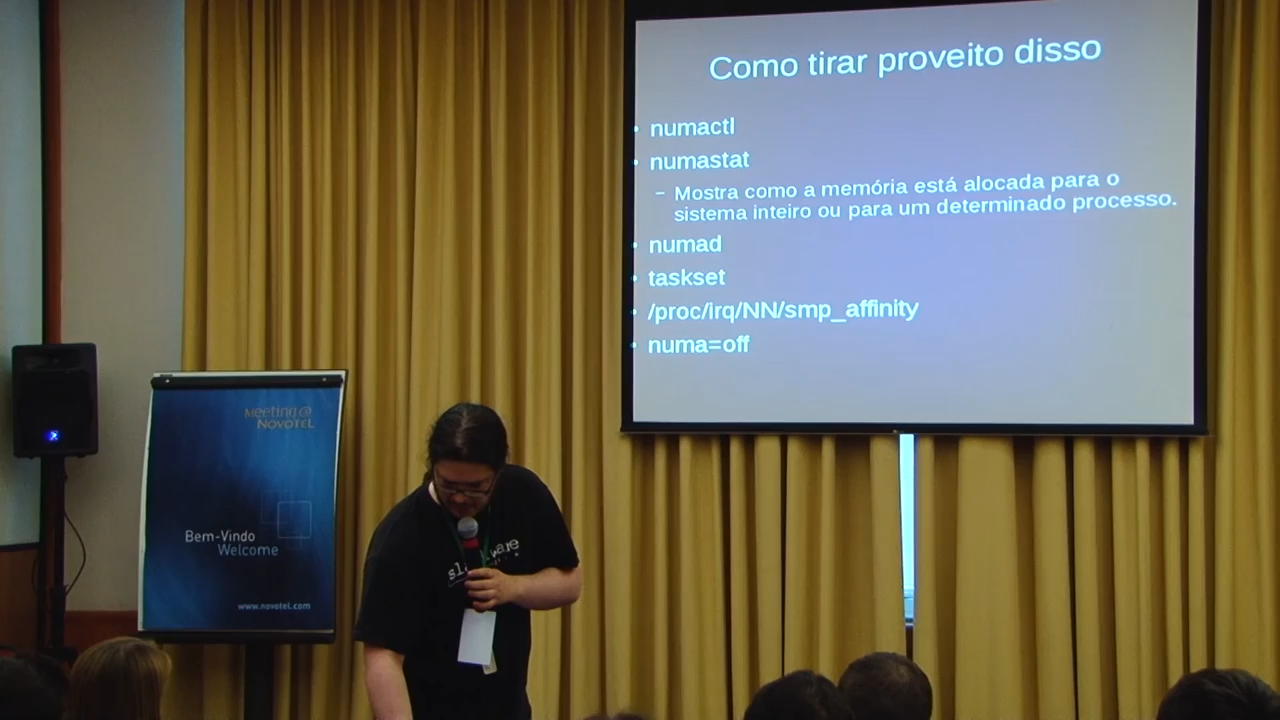 Como tirar proveito disso
• numactl
• numastat
– Mostra como a memória está alocada para o
sistema inteiro ou para um determinado processo.
• numad
• taskset
• /proc/irq/NN/smp_affinity
• numa=off
Meeting@
Novotel
Bem-Vindo
Welcome
www.novotel.com